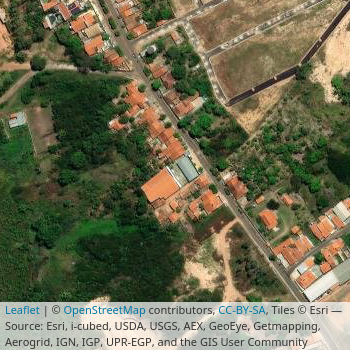 Leaflet | © OpenStreetMap contributors, CC-BY-SA, Tiles © Esri —
Source: Esri, i-cubed, USDA, USGS, AEX, GeoEye, Getmapping,
Aerogrid, IGN, IGP, UPR-EGP, and the GIS User Community